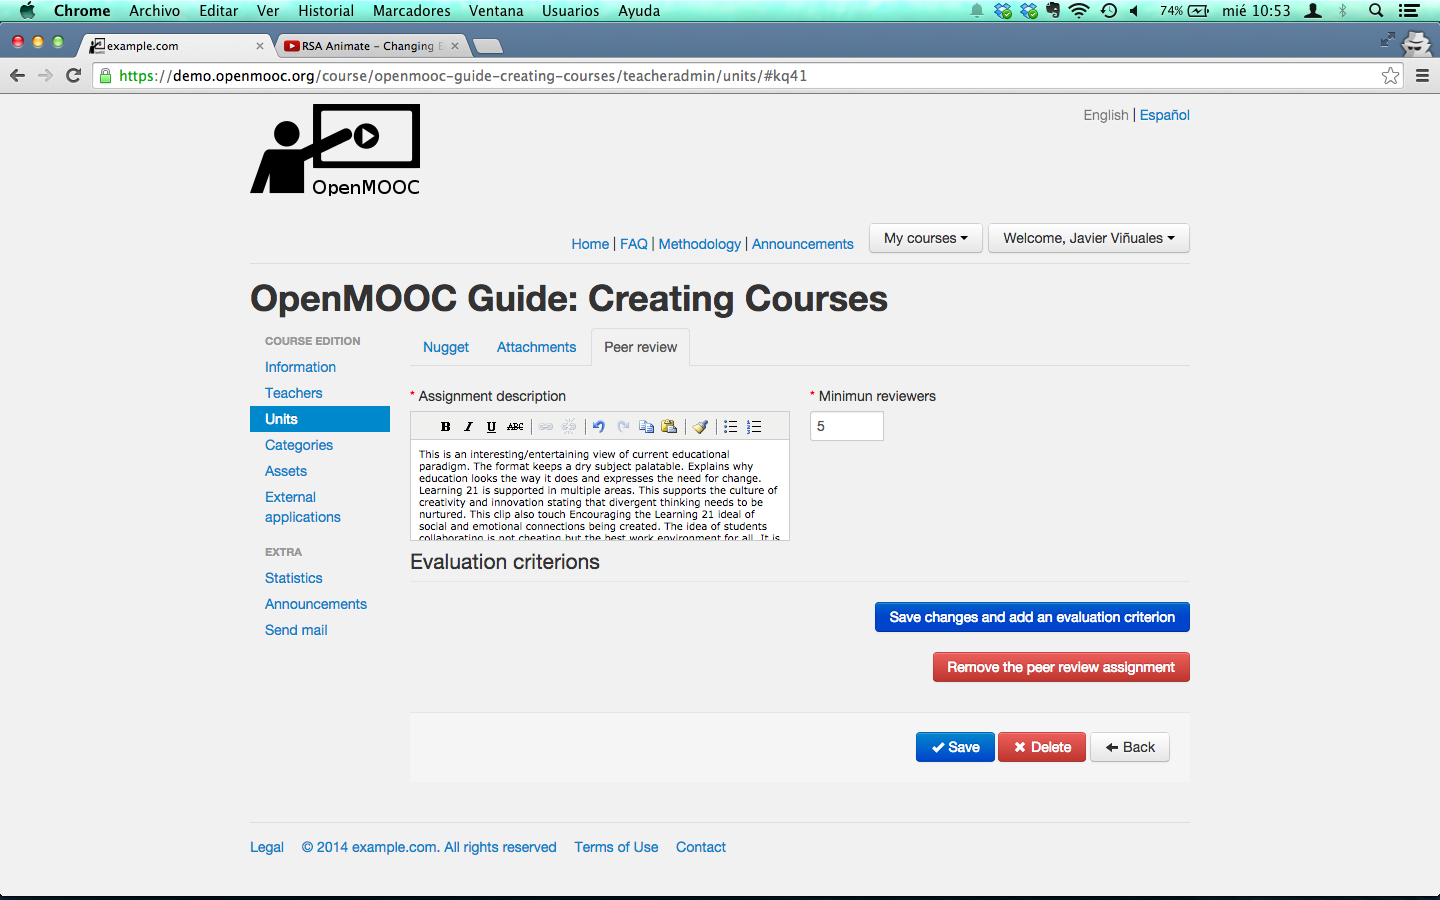 Chrome Archivo Editar Ver Historial Marcadores Ventana Usuarios Ayuda 74% mié 10:53
example.com RSA Animate – Changing E
https://demo.openmooc.org/course/openmooc-guide-creating-courses/teacheradmin/units/#kq41
OpenMOOC
English | Español
Home | FAQ | Methodology | Announcements My courses Welcome, Javier Viñuales
OpenMOOC Guide: Creating Courses
COURSE EDITION
Information
Teachers
Units
Categories
Assets
External
applications
EXTRA
Statistics
Announcements
Send mail
Nugget Attachments Peer review
* Assignment description
B I U ABC
This is an interesting/entertaining view of current educational
paradigm. The format keeps a dry subject palatable. Explains why
education looks the way it does and expresses the need for change.
Learning 21 is supported in multiple areas. This supports the culture of
creativity and innovation stating that divergent thinking needs to be
nurtured. This clip also touch Encouraging the Learning 21 ideal of
social and emotional connections being created. The idea of students
collaborating is not cheating but the best work environment for all. It is
* Minimun reviewers
5
Evaluation criterions
Save changes and add an evaluation criterion
Remove the peer review assignment
Save Delete Back
Legal © 2014 example.com. All rights reserved Terms of Use Contact